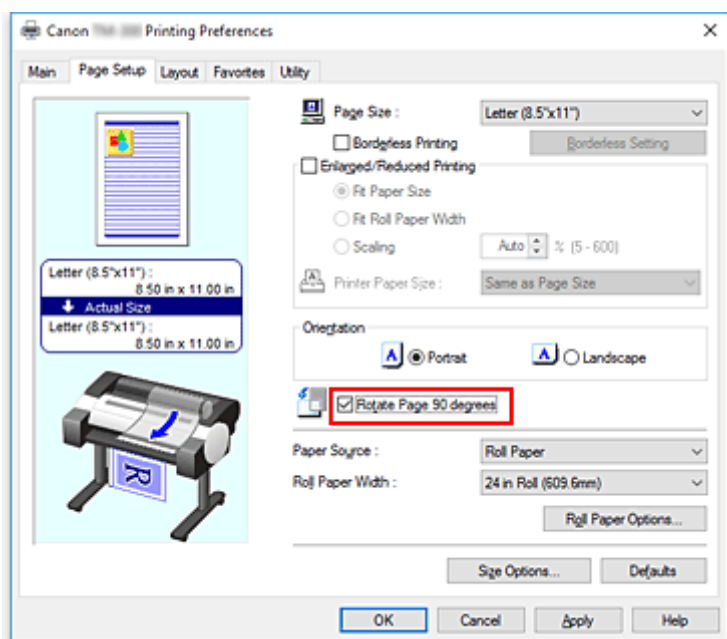 Canon Printing Preferences
Main Page Setup Layout Favorites Utility
Page Size : Letter (8.5"x11")
Borderless Printing Borderless Setting
Enlarged/Reduced Printing
Fit Paper Size
Fit Roll Paper Width
Scaling Auto % (5 - 600)
Printer Paper Size : Same as Page Size
Letter (8.5"x11") :
8.50 in x 11.00 in
Actual Size
Letter (8.5"x11") :
8.50 in x 11.00 in
Orientation
A Portrait A Landscape
Rotate Page 90 degrees
Paper Source : Roll Paper
Roll Paper Width : 24 in Roll (609.6mm)
Roll Paper Options...
R
Size Options... Defaults
OK Cancel Apply Help